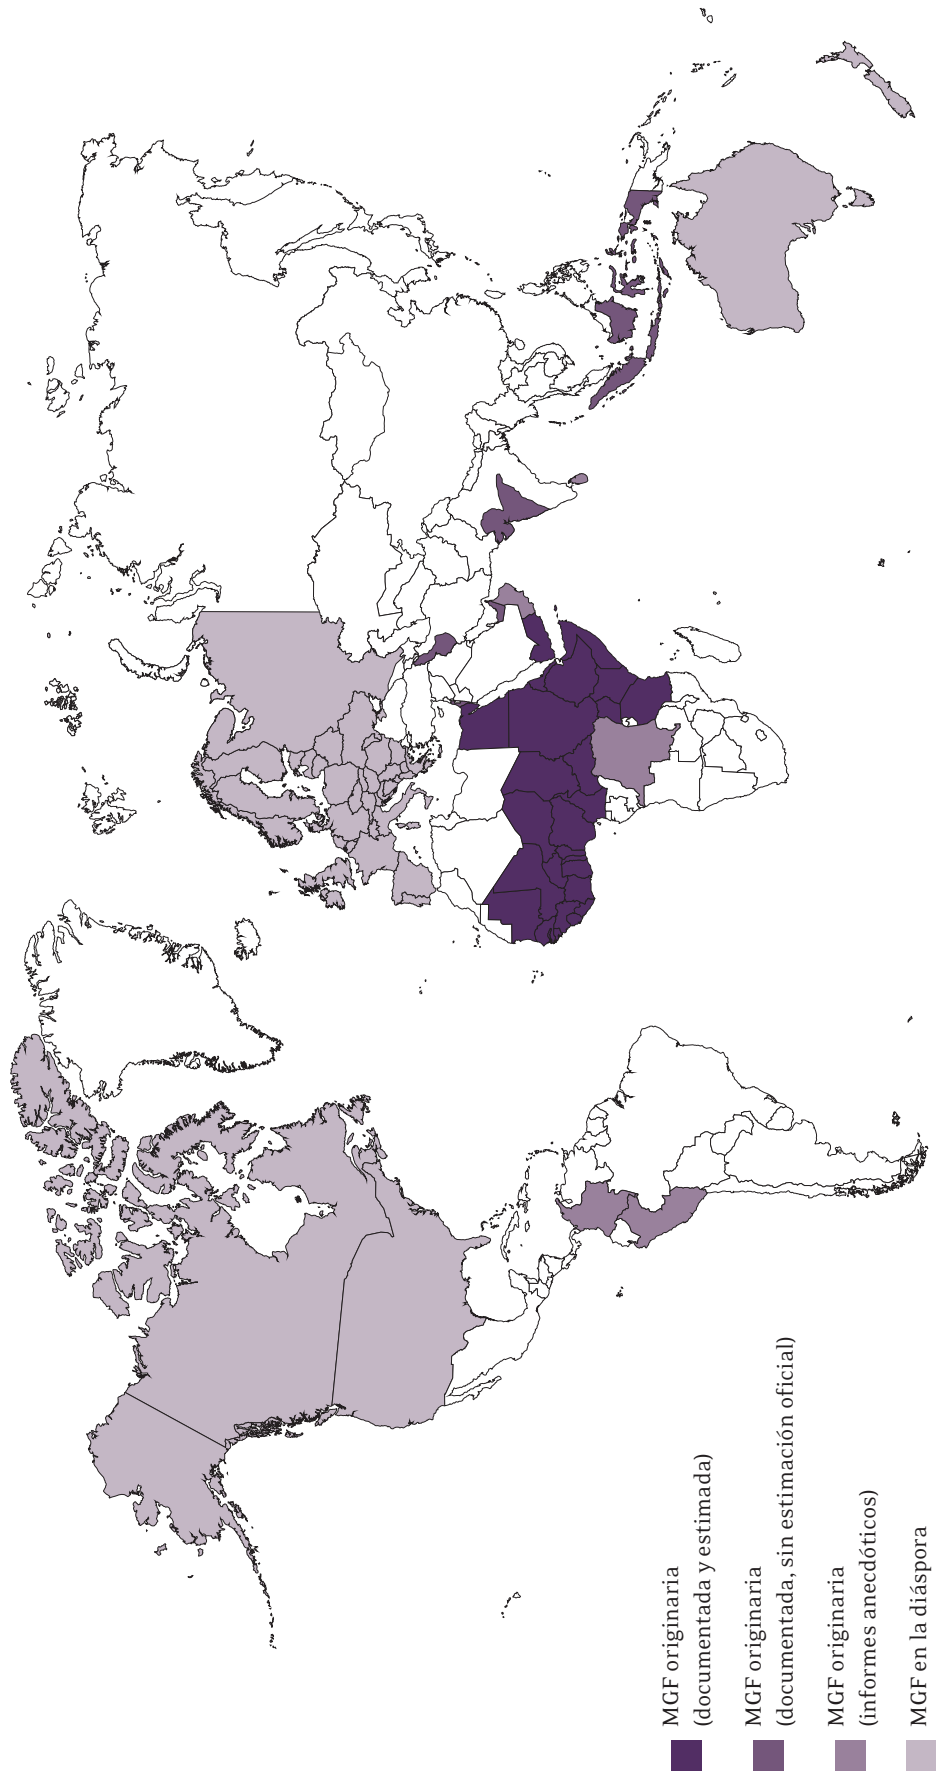 MGF originaria
(documentada y estimada)
MGF originaria
(documentada, sin estimación oficial)
MGF originaria
(informes anecdóticos)
MGF en la diáspora